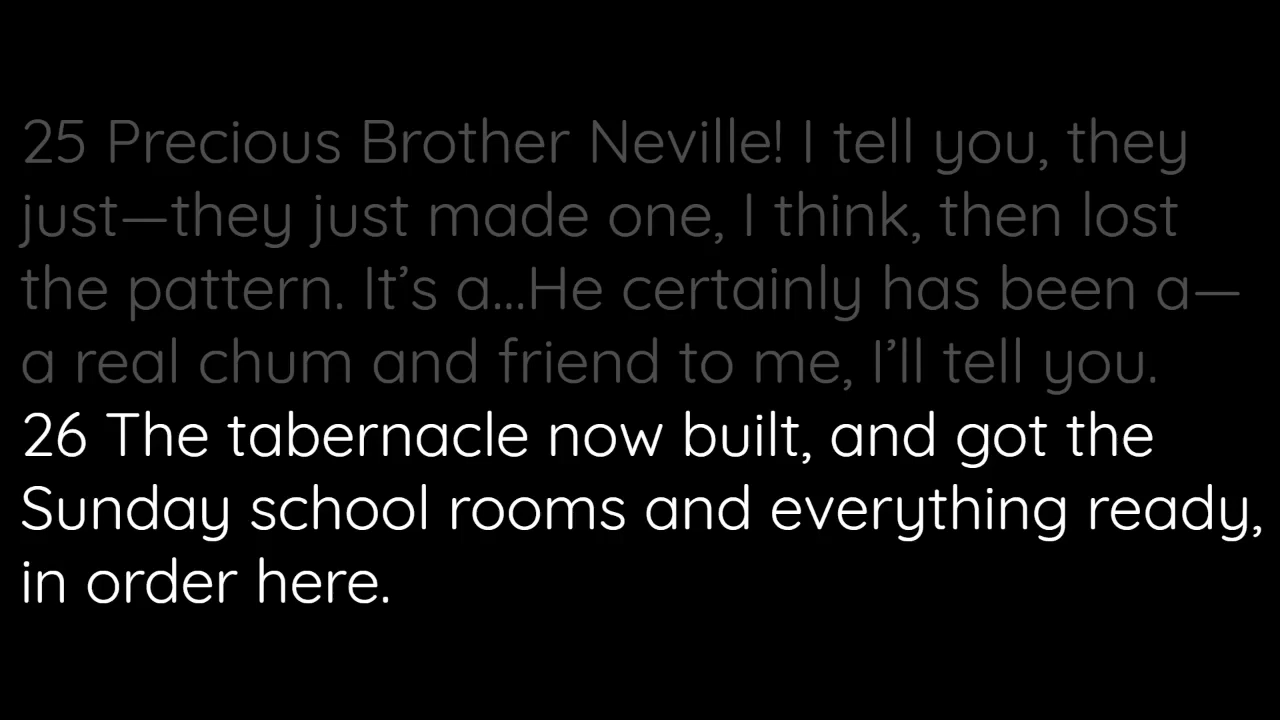 25 Precious Brother Neville! I tell you, they
just—they just made one, I think, then lost
the pattern. It’s a...He certainly has been a—
a real chum and friend to me, I’ll tell you.
26 The tabernacle now built, and got the
Sunday school rooms and everything ready,
in order here.